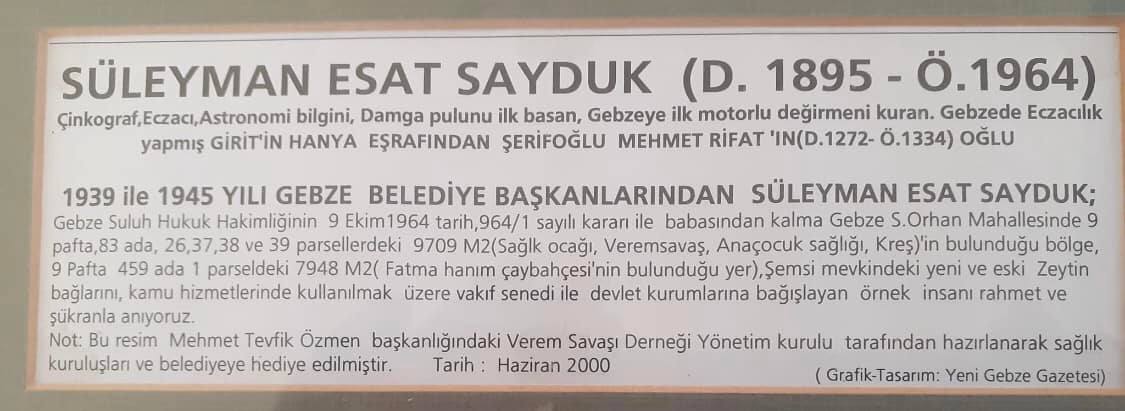 SÜLEYMAN ESAT SAYDUK (D. 1895 - Ö.1964)
Çinkograf,Eczacı,Astronomi bilgini, Damga pulunu ilk basan, Gebzeye ilk motorlu değirmeni kuran. Gebzede Eczacılık
yapmış GİRİT'İN HANYA EŞRAFINDAN ŞERİFOĞLU MEHMET RİFAT 'IN(D.1272- Ö.1334) OĞLU
1939 ile 1945 YILI GEBZE BELEDİYE BAŞKANLARINDAN SÜLEYMAN ESAT SAYDUK;
Gebze Suluh Hukuk Hakimliğinin 9 Ekim1964 tarih,964/1 sayılı kararı ile babasından kalma Gebze S.Orhan Mahallesinde 9
pafta,83 ada, 26,37,38 ve 39 parsellerdeki 9709 M2(Sağlk ocağı, Veremsavaş, Anaçocuk sağlığı, Kreş)'in bulunduğu bölge,
9 Pafta 459 ada 1 parseldeki 7948 M2( Fatma hanım çaybahçesi'nin bulunduğu yer),Şemsi mevkindeki yeni ve eski Zeytin
bağlarını, kamu hizmetlerinde kullanılmak üzere vakıf senedi ile devlet kurumlarına bağışlayan örnek insanı rahmet ve
şükranla anıyoruz.
Not: Bu resim Mehmet Tevfik Özmen başkanlığındaki Verem Savaşı Derneği Yönetim kurulu tarafından hazırlanarak sağlık
kuruluşları ve belediyeye hediye edilmiştir. Tarih : Haziran 2000
( Grafik-Tasarım: Yeni Gebze Gazetesi)